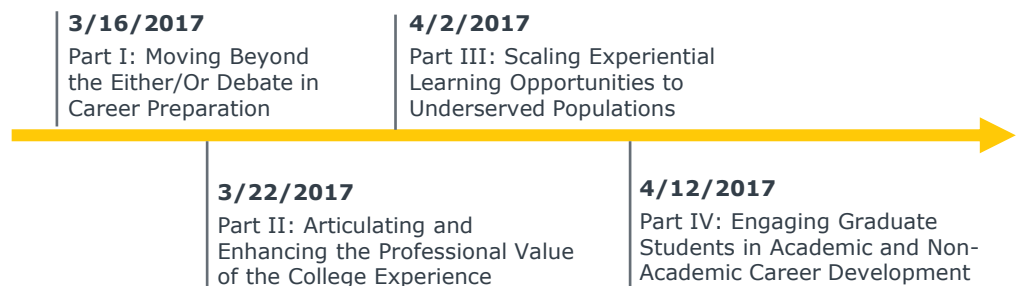 3/16/2017
Part I: Moving Beyond
the Either/Or Debate in
Career Preparation
4/2/2017
Part III: Scaling Experiential
Learning Opportunities to
Underserved Populations
3/22/2017
Part II: Articulating and
Enhancing the Professional Value
of the College Experience
4/12/2017
Part IV: Engaging Graduate
Students in Academic and Non-
Academic Career Development